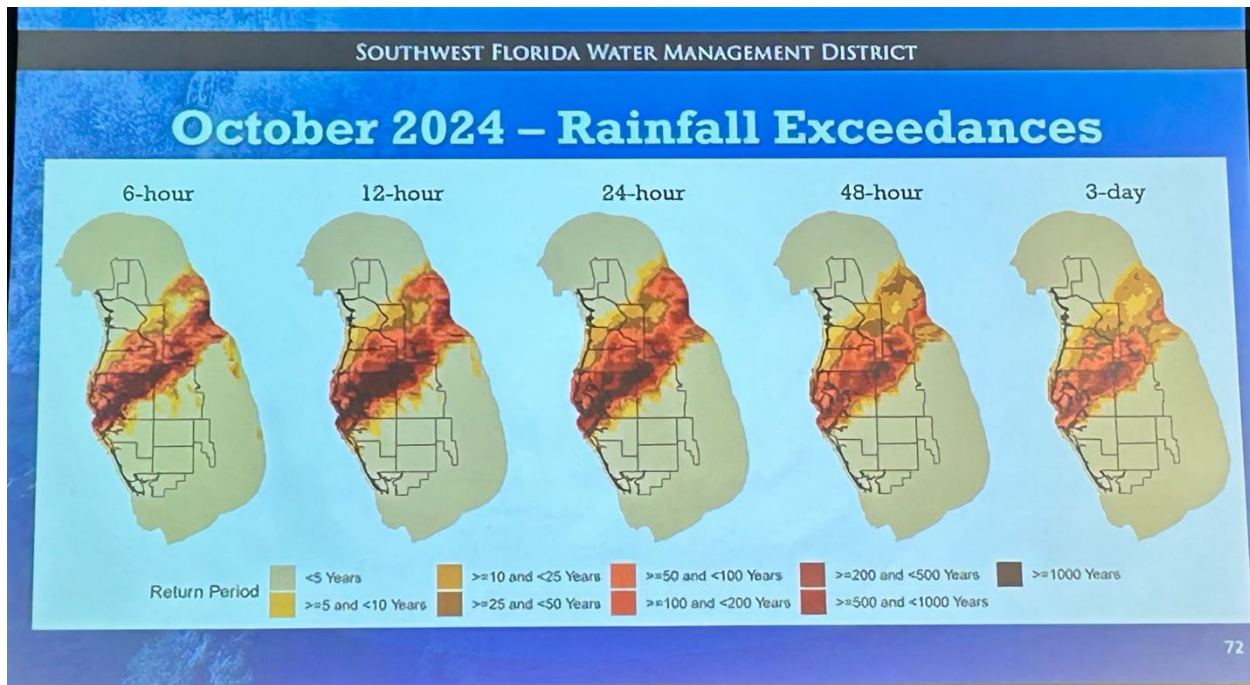 SOUTHWEST FLORIDA WATER MANAGEMENT DISTRICT
October 2024 – Rainfall Exceedances
6-hour 12-hour 24-hour 48-hour 3-day
Return Period
<5 Years
>=5 and <10 Years
>=10 and <25 Years
>=25 and <50 Years
>=50 and <100 Years
>=100 and <200 Years
>=200 and <500 Years
>=500 and <1000 Years
>=1000 Years
72